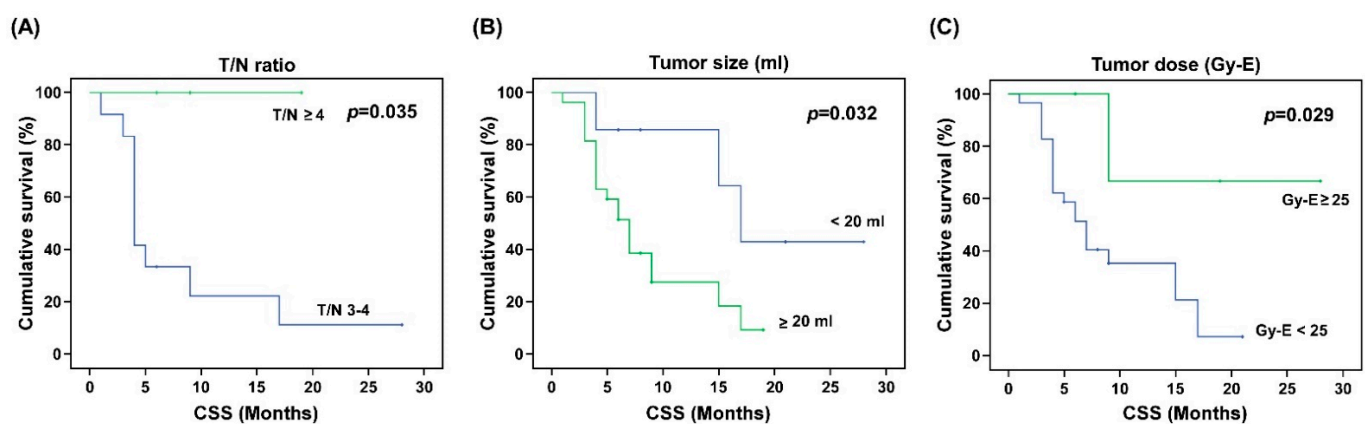 (A)
T/N ratio
Cumulative survival (%)
100
80
60
40
20
0
T/N ≥ 4
p=0.035
T/N 3-4
0 5 10 15 20 25 30
CSS (Months)
(B)
Tumor size (ml)
Cumulative survival (%)
100
80
60
40
20
0
p=0.032
< 20 ml
≥ 20 ml
0 5 10 15 20 25 30
CSS (Months)
(C)
Tumor dose (Gy-E)
Cumulative survival (%)
100
80
60
40
20
0
p=0.029
Gy-E ≥ 25
Gy-E < 25
0 5 10 15 20 25 30
CSS (Months)